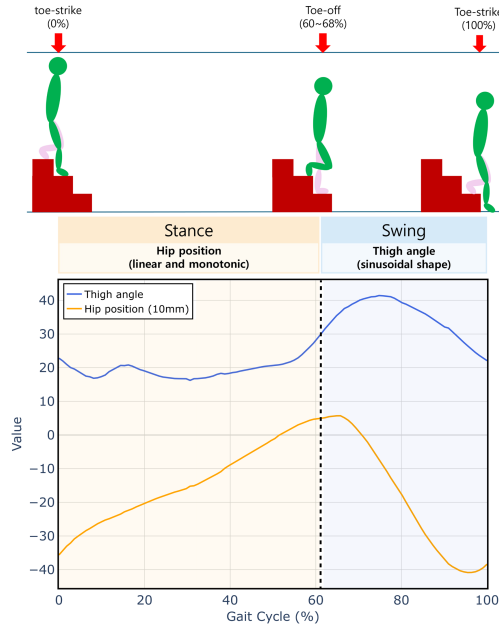 toe-strike
(0%)
Toe-off
(60~68%)
Toe-strike
(100%)
Stance
Swing
Hip position
(linear and monotonic)
Thigh angle
(sinusoidal shape)
Thigh angle
Hip position (10mm)
40
30
20
10
0
−10
−20
−30
−40
Value
0
20
40
60
80
100
Gait Cycle (%)